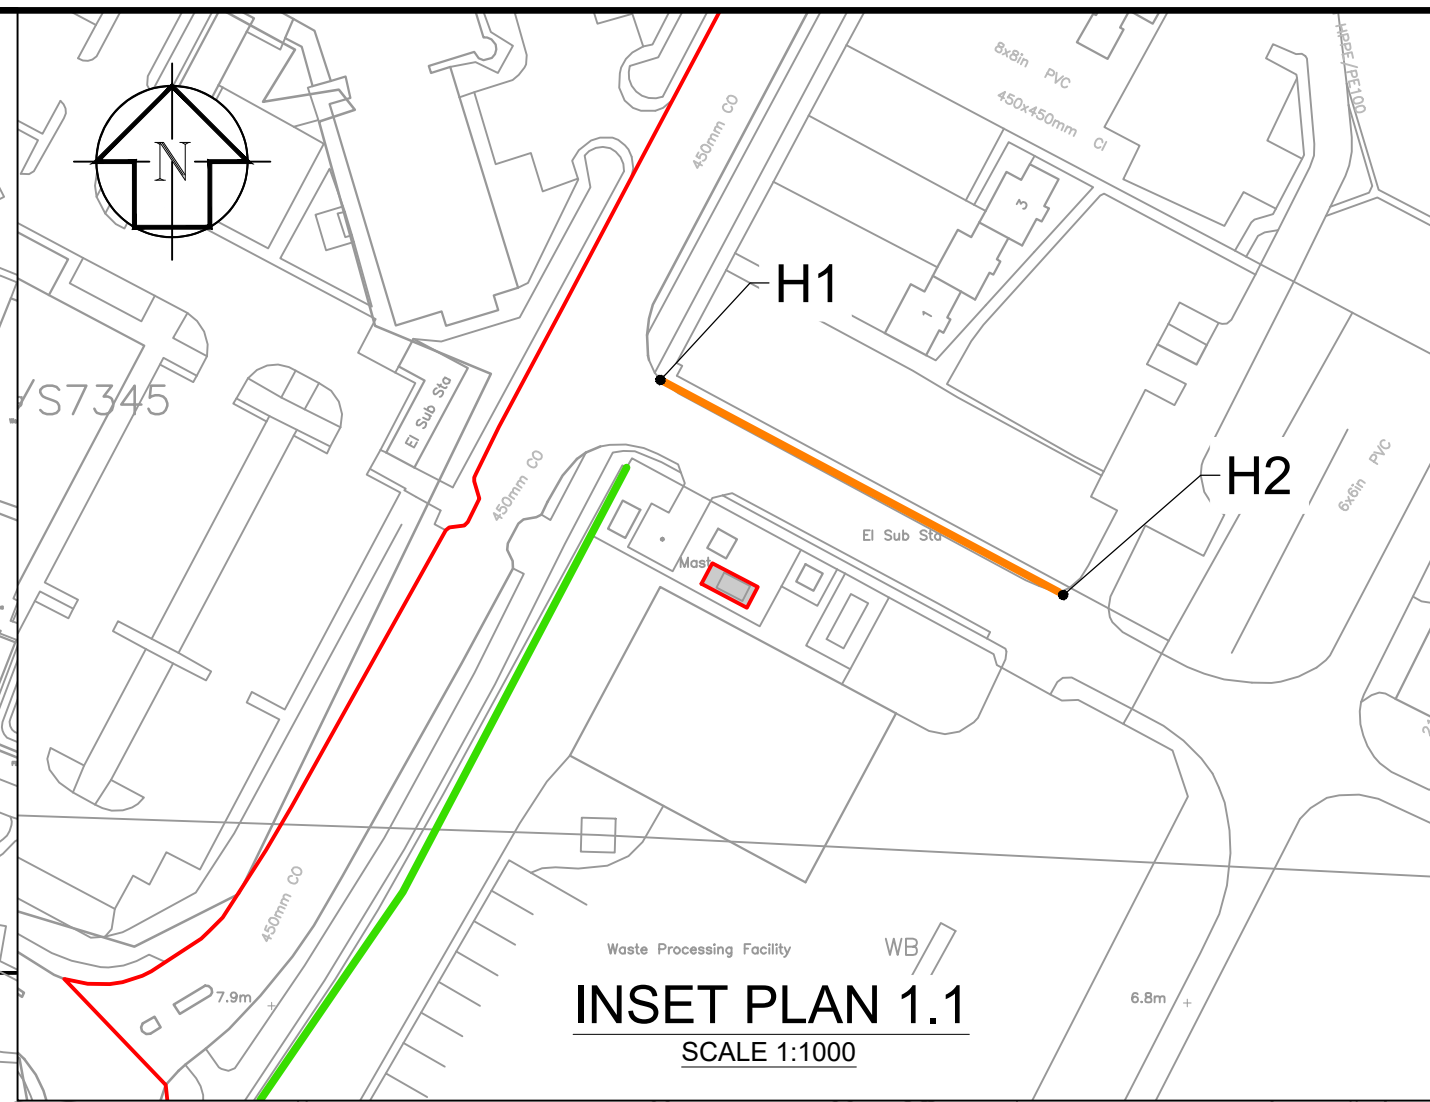 8x8in PVC
450x450mm CI
HPPE/PE100
450mm CO
N
3
H1
1
/S7345
El Sub Sta
450mm CO
6x6in PVC
H2
El Sub Sta
Mast
450mm CO
Waste Processing Facility
WB
7.9m
6.8m
INSET PLAN 1.1
SCALE 1:1000